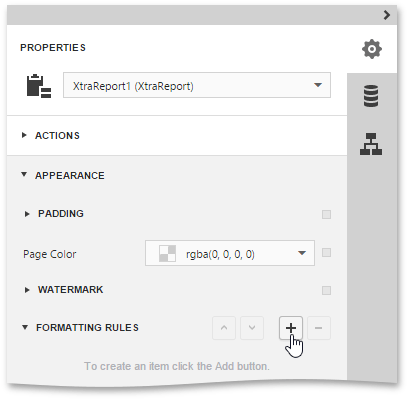 PROPERTIES
XtraReport1 (XtraReport)
ACTIONS
APPEARANCE
PADDING
Page Color rgba(0, 0, 0, 0)
WATERMARK
FORMATTING RULES
To create an item click the Add button.